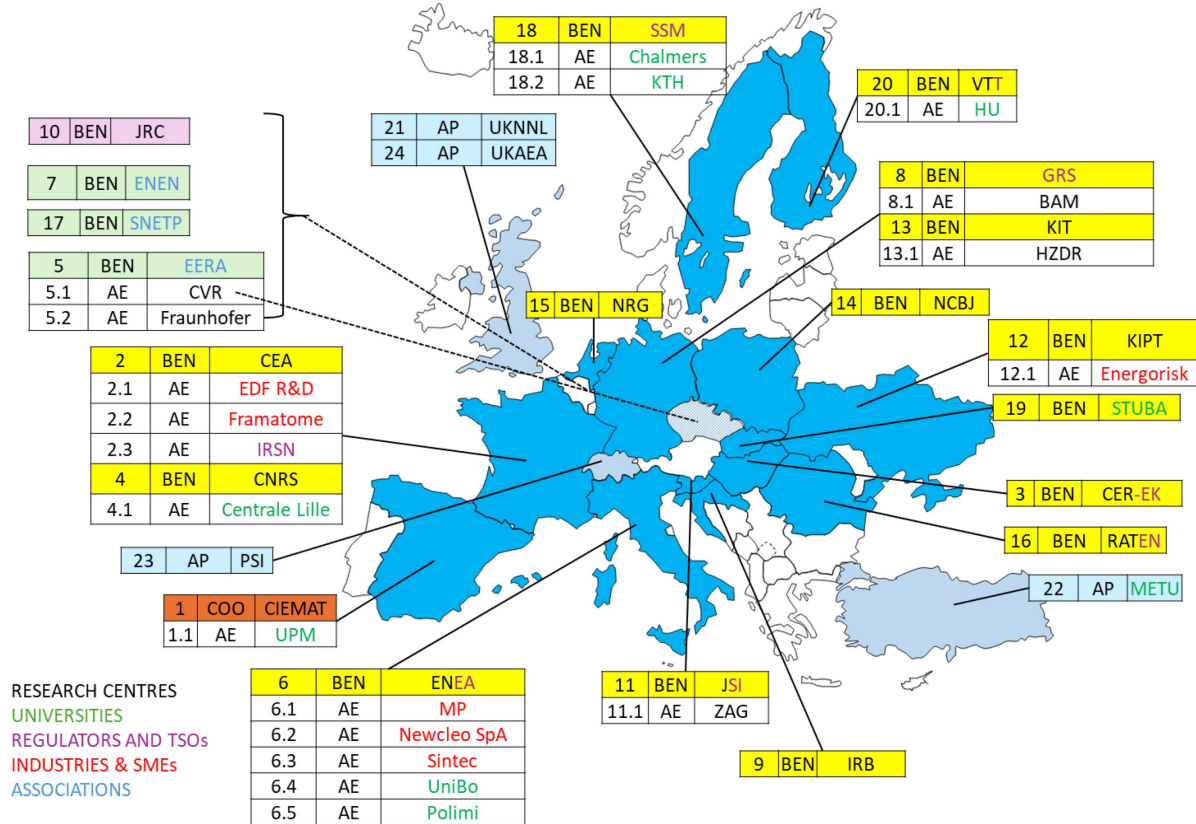 18 BEN SSM
18.1 AE Chalmers
18.2 AE KTH
20 BEN VTT
20.1 AE HU
10 BEN JRC
21 AP UKNNL
24 AP UKAEA
7 BEN ENEN
17 BEN SNETP
8 BEN GRS
8.1 AE BAM
13 BEN KIT
13.1 AE HZDR
5 BEN EERA
5.1 AE CVR
5.2 AE Fraunhofer
15 BEN NRG
14 BEN NCBJ
12 BEN KIPT
12.1 AE Energorisk
2 BEN CEA
2.1 AE EDF R&D
2.2 AE Framatome
2.3 AE IRSN
4 BEN CNRS
4.1 AE Centrale Lille
19 BEN STUBA
3 BEN CER-EK
16 BEN RATEN
23 AP PSI
22 AP METU
1 COO CIEMAT
1.1 AE UPM
6 BEN ENEA
6.1 AE MP
6.2 AE Newcleo SpA
6.3 AE Sintec
6.4 AE UniBo
6.5 AE Polimi
11 BEN JSI
11.1 AE ZAG
9 BEN IRB
RESEARCH CENTRES
UNIVERSITIES
REGULATORS AND TSOs
INDUSTRIES & SMEs
ASSOCIATIONS